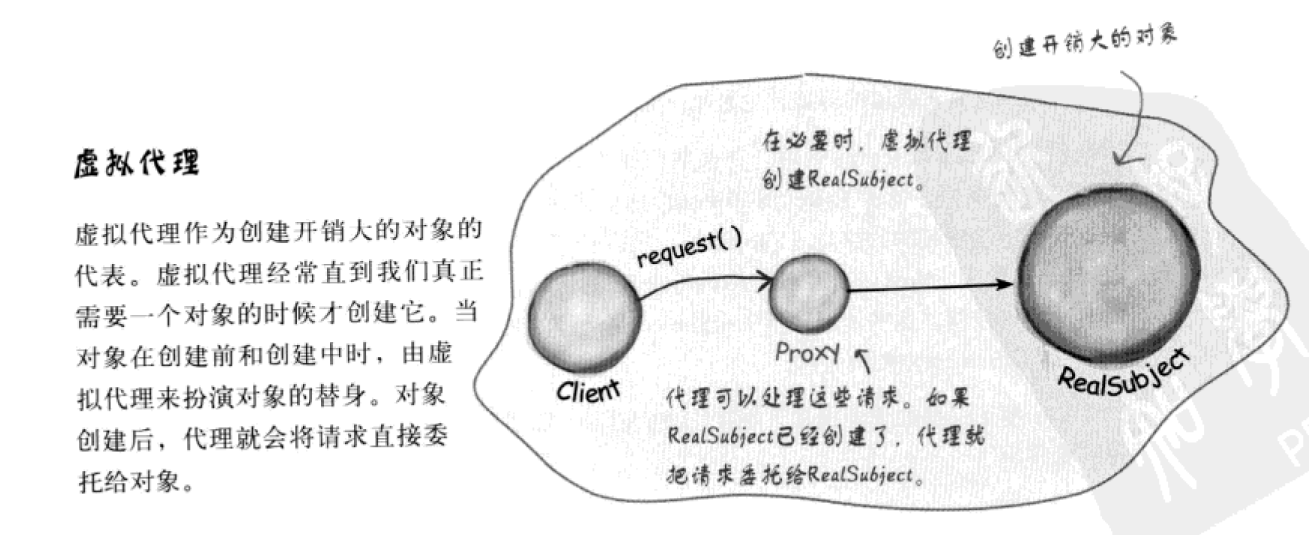 虚拟代理
虚拟代理作为创建开销大的对象的
代表。虚拟代理经常直到我们真正
需要一个对象的时候才创建它。当
对象在创建前和创建中时，由虚
拟代理来扮演对象的替身。对象
创建后，代理就会将请求直接委
托给对象。
创建开销大的对象
在必要时，虚拟代理
创建RealSubject。
request()
Client
Proxy
RealSubject
代理可以处理这些请求。如果
RealSubject已经创建了，代理就
把请求委托给RealSubject。